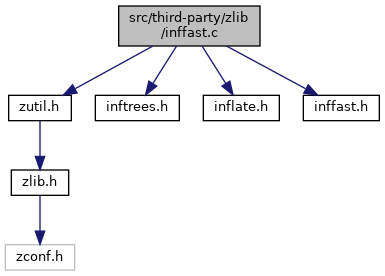 src/third-party/zlib
/inffast.c
zutil.h
inftrees.h
inflate.h
inffast.h
zlib.h
zconf.h